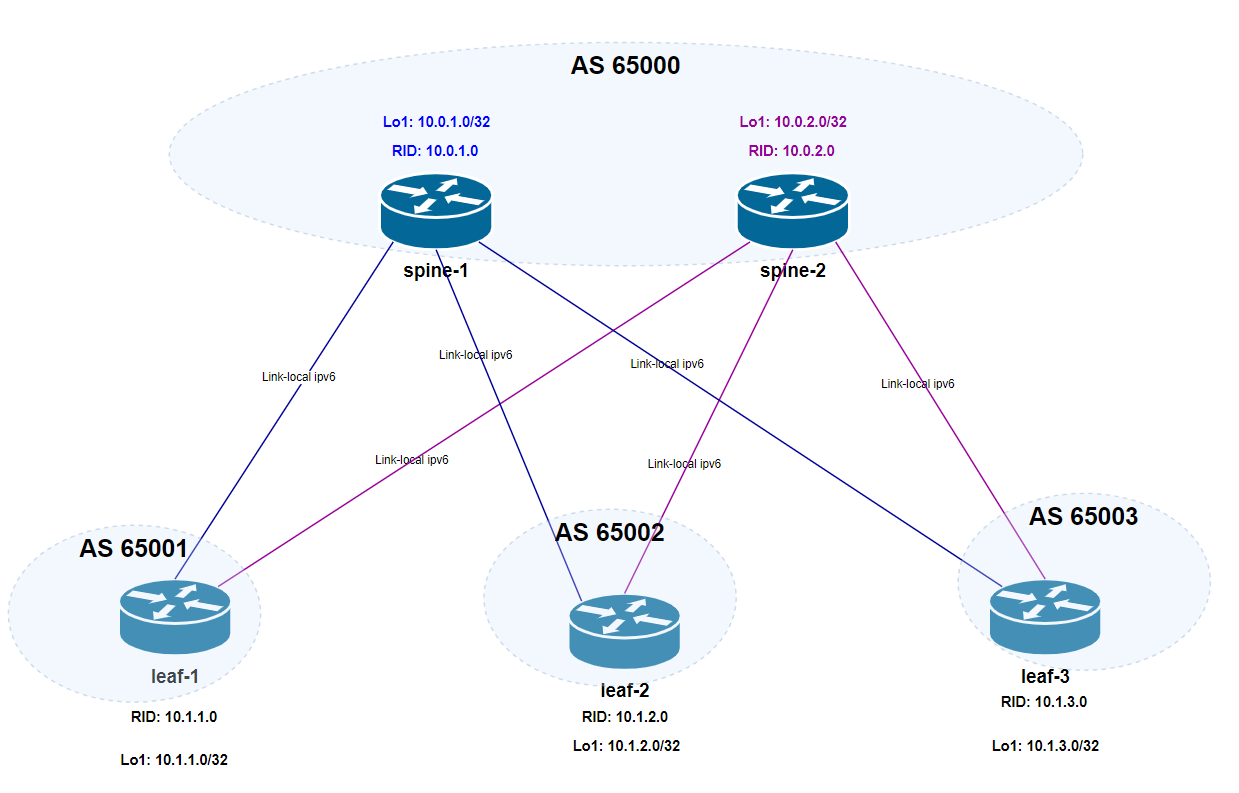 AS 65000
Lo1: 10.0.1.0/32
Lo1: 10.0.2.0/32
RID: 10.0.1.0
RID: 10.0.2.0
spine-1
spine-2
Link-local ipv6
Link-local ipv6
Link-local ipv6
Link-local ipv6
Link-local ipv6
Link-local ipv6
AS 65001
AS 65002
AS 65003
leaf-1
RID: 10.1.1.0
Lo1: 10.1.1.0/32
leaf-2
RID: 10.1.2.0
Lo1: 10.1.2.0/32
leaf-3
RID: 10.1.3.0
Lo1: 10.1.3.0/32